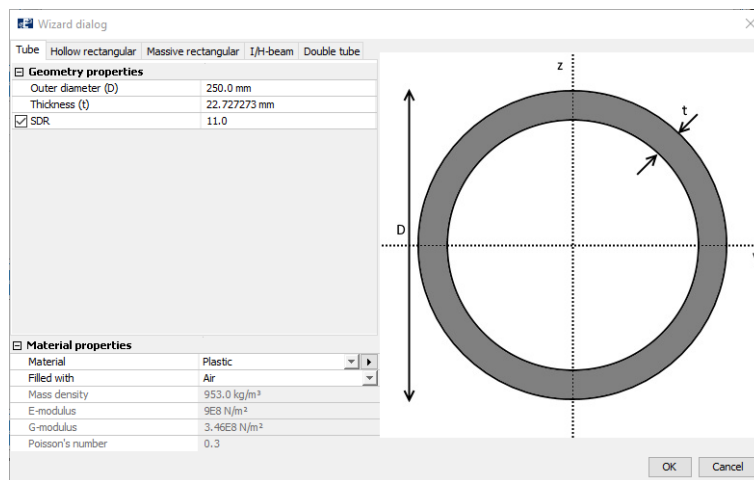 Wizard dialog
Tube Hollow rectangular Massive rectangular I/H-beam Double tube
Geometry properties
Outer diameter (D) 250.0 mm
Thickness (t) 22.727273 mm
SDR 11.0
Material properties
Material Plastic
Filled with Air
Mass density 953.0 kg/m³
E-modulus 9E8 N/m²
G-modulus 3.46E8 N/m²
Poisson's number 0.3
z
t
D
OK Cancel